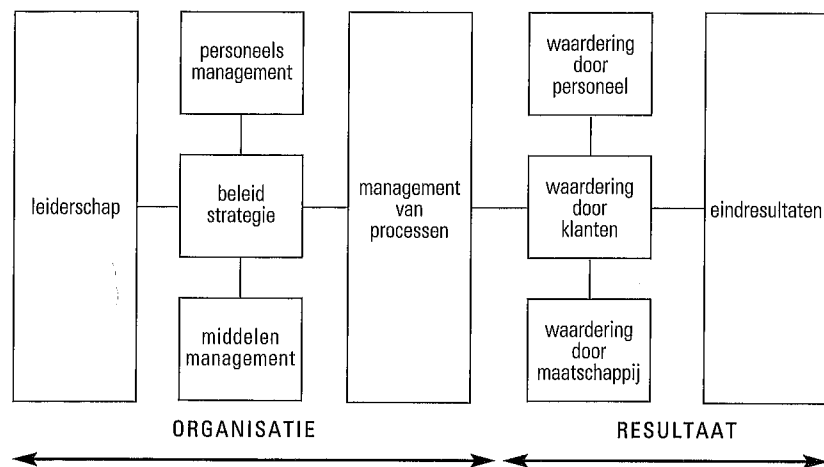 leiderschap
personeels
management
beleid
strategie
middelen
management
management
van
processen
waardering
door
personeel
waardering
door
klanten
waardering
door
maatschappij
eindresultaten
ORGANISATIE
RESULTAAT